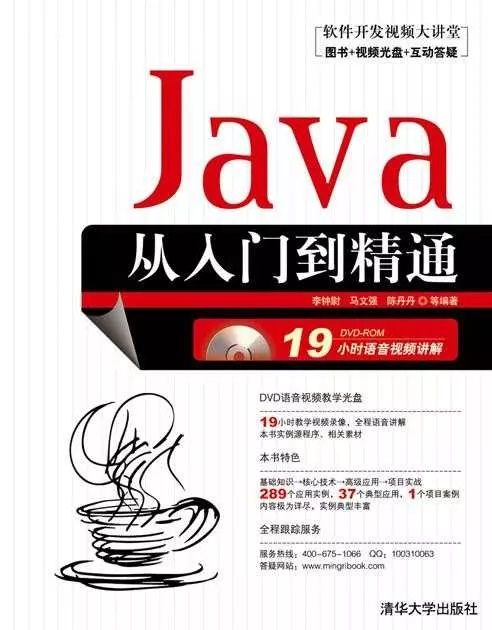 软件开发视频大讲堂
图书+视频光盘+互动答疑
Java
从入门到精通
李钟尉 马文强 陈丹丹 ◎ 等编著
DVD-ROM
19小时语音视频讲解
DVD语音视频教学光盘
19小时教学视频录像，全程语音讲解
本书实例源程序、相关素材
本书特色
基础知识→核心技术→高级应用→项目实战
289个应用实例，37个典型应用，1个项目案例
内容极为详尽，实例典型丰富
全程跟踪服务
服务热线：400-675-1066 QQ：100310063
答疑网站：www.mingribook.com
清华大学出版社